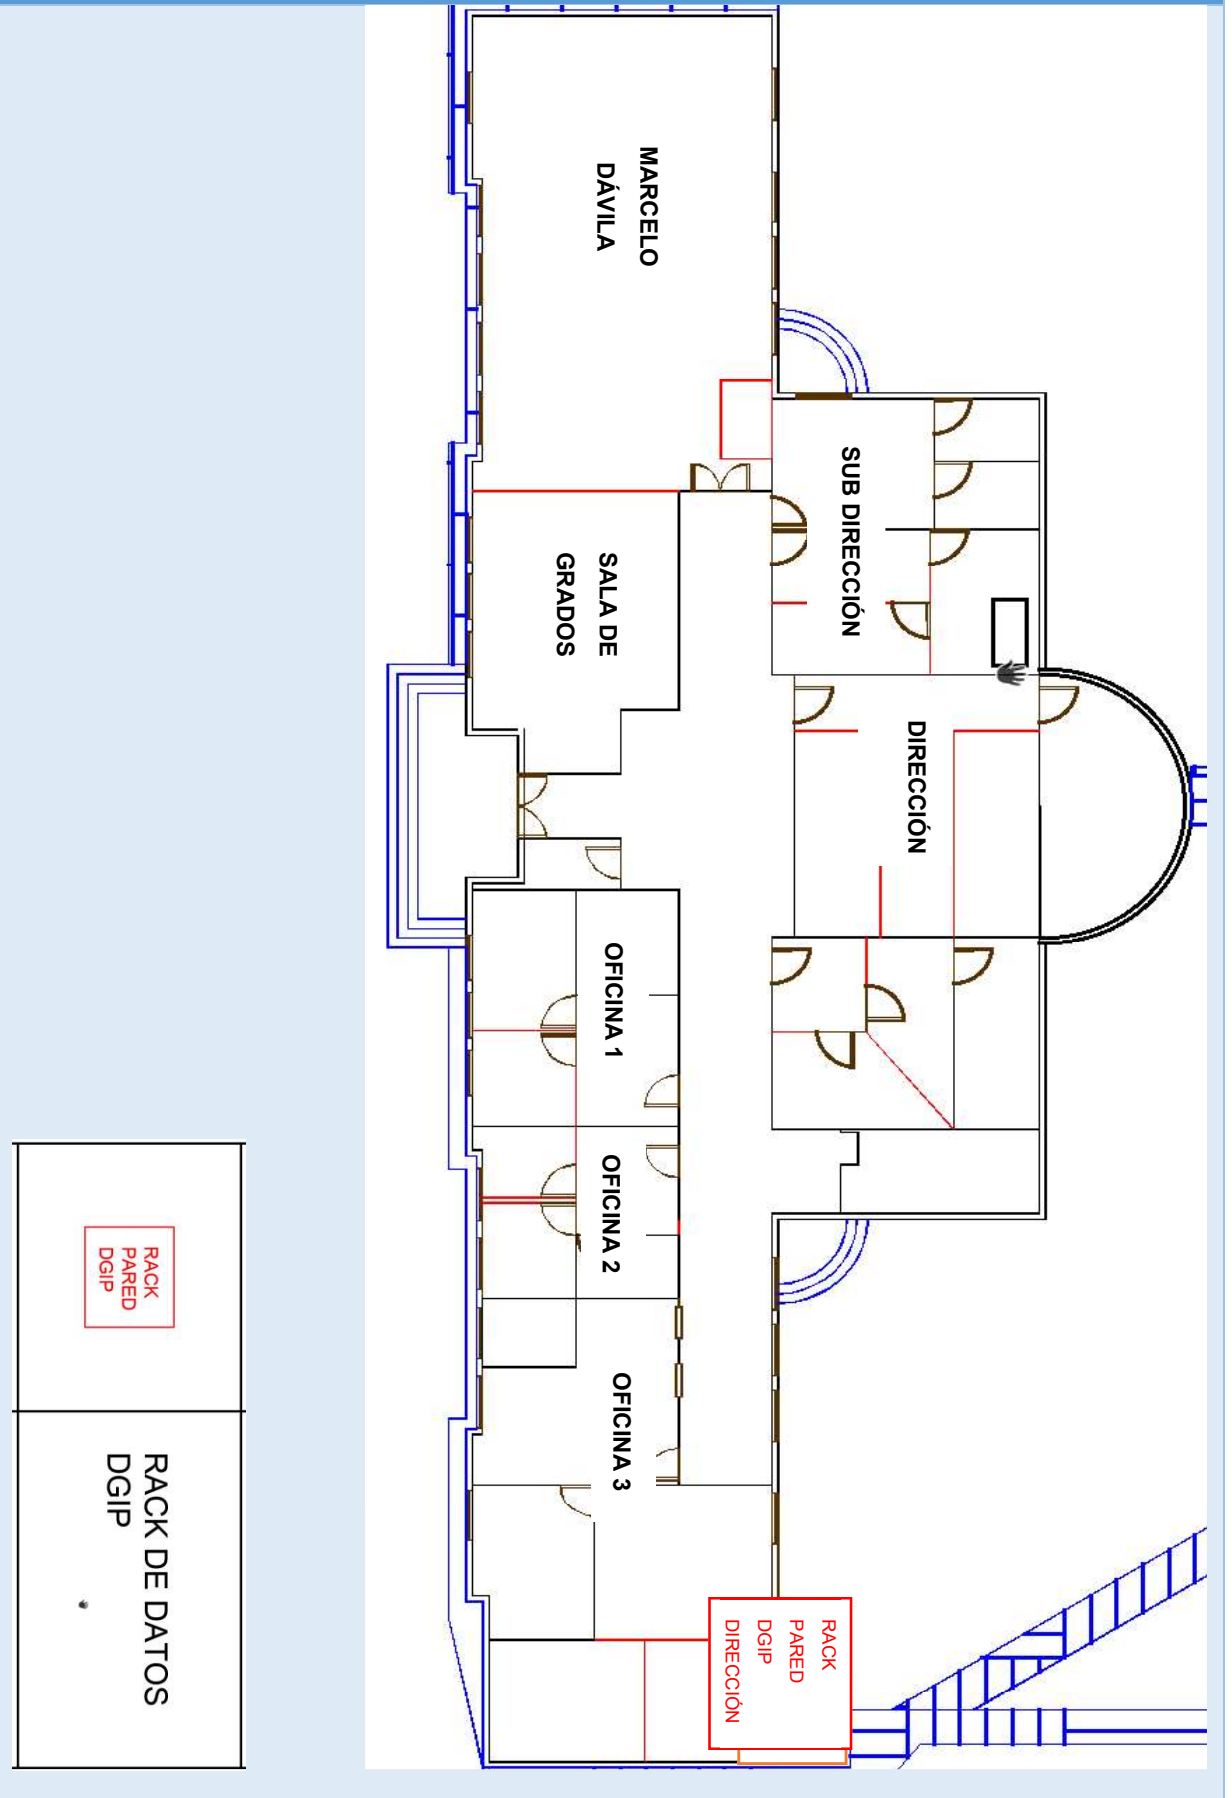 MARCELO
DÁVILA
SUB DIRECCIÓN
SALA DE
GRADOS
DIRECCIÓN
OFICINA 1
OFICINA 2
OFICINA 3
RACK
PARED
DGIP
DIRECCIÓN
RACK
PARED
DGIP
RACK DE DATOS
DGIP